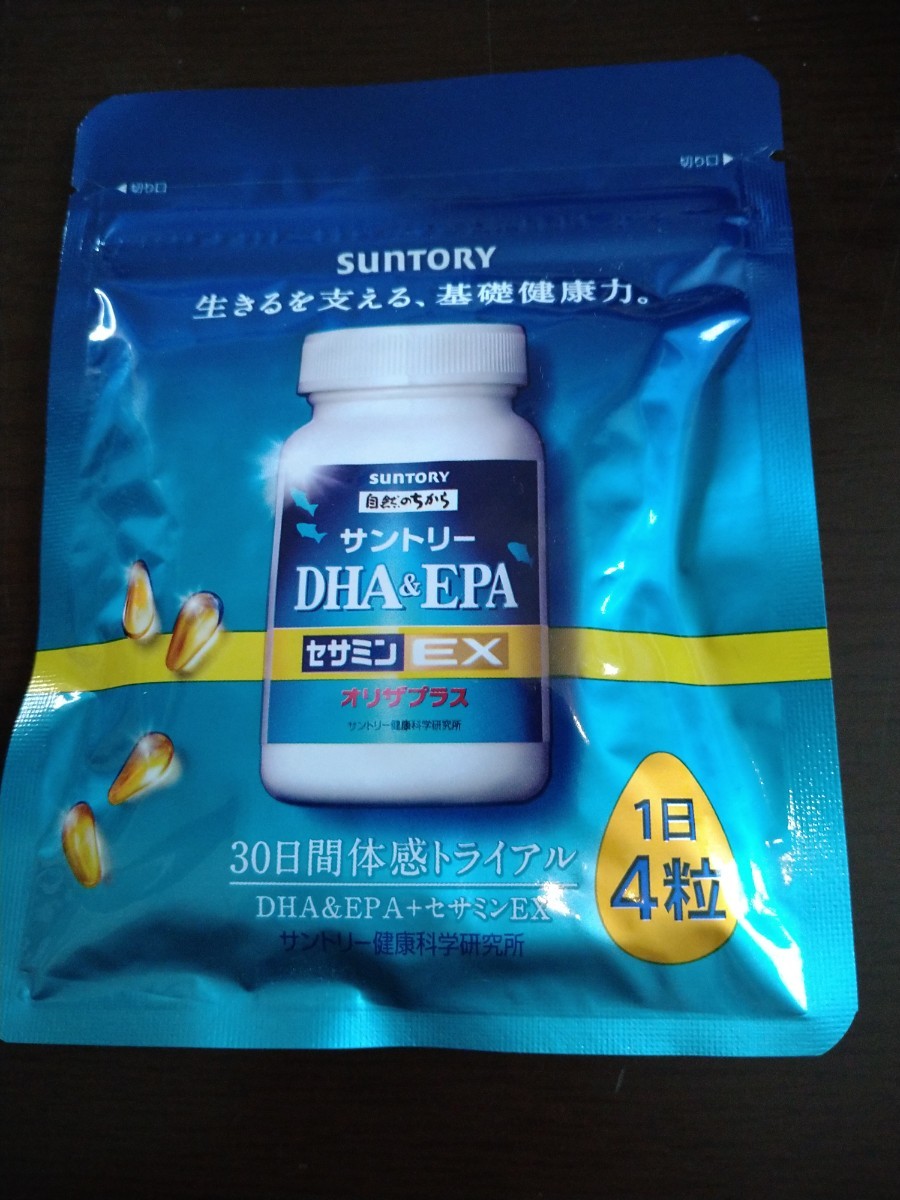 切り口▶
◀切り口
SUNTORY
生きるを支える、基礎健康力。
SUNTORY
自然のちから
サントリー
DHA&EPA
セサミンEX
オリザプラス
サントリー健康科学研究所
1日
4粒
30日間体感トライアル
DHA&EPA+セサミンEX
サントリー健康科学研究所